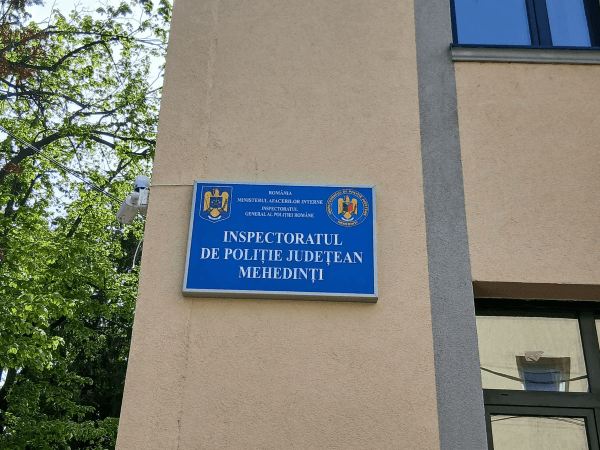 ROMÂNIA
MINISTERUL AFACERILOR INTERNE
INSPECTORATUL
GENERAL AL POLIȚIEI ROMÂNE
INSPECTORATUL
DE POLIȚIE JUDEȚEAN
MEHEDINȚI